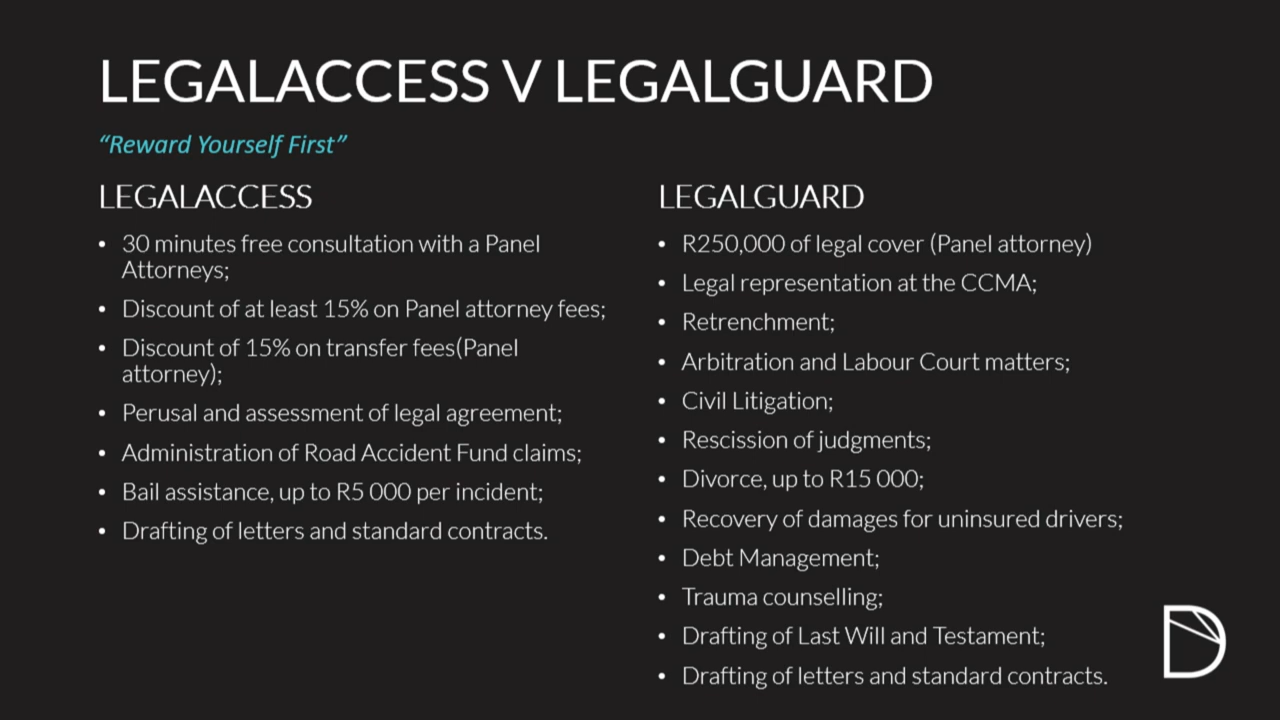 LEGALACCESS V LEGALGUARD
“Reward Yourself First”
LEGALACCESS
• 30 minutes free consultation with a Panel
Attorneys;
• Discount of at least 15% on Panel attorney fees;
• Discount of 15% on transfer fees(Panel
attorney);
• Perusal and assessment of legal agreement;
• Administration of Road Accident Fund claims;
• Bail assistance, up to R5 000 per incident;
• Drafting of letters and standard contracts.
LEGALGUARD
• R250,000 of legal cover (Panel attorney)
• Legal representation at the CCMA;
• Retrenchment;
• Arbitration and Labour Court matters;
• Civil Litigation;
• Rescission of judgments;
• Divorce, up to R15 000;
• Recovery of damages for uninsured drivers;
• Debt Management;
• Trauma counselling;
• Drafting of Last Will and Testament;
• Drafting of letters and standard contracts.